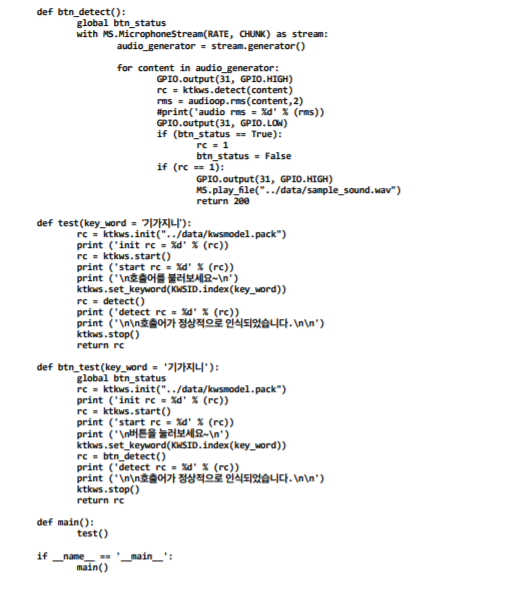 def btn_detect():
        global btn_status
        with MS.MicrophoneStream(RATE, CHUNK) as stream:
                audio_generator = stream.generator()

                for content in audio_generator:
                        GPIO.output(31, GPIO.HIGH)
                        rc = ktkws.detect(content)
                        rms = audioop.rms(content,2)
                        #print('audio rms = %d' % (rms))
                        GPIO.output(31, GPIO.LOW)
                        if (btn_status == True):
                                rc = 1
                                btn_status = False
                        if (rc == 1):
                                GPIO.output(31, GPIO.HIGH)
                                MS.play_file("../data/sample_sound.wav")
                                return 200

def test(key_word = '기가지니'):
        rc = ktkws.init("../data/kwsmodel.pack")
        print ('init rc = %d' % (rc))
        rc = ktkws.start()
        print ('start rc = %d' % (rc))
        print ('\n호출어를 불러보세요~\n')
        ktkws.set_keyword(KWSID.index(key_word))
        rc = detect()
        print ('detect rc = %d' % (rc))
        print ('\n\n호출어가 정상적으로 인식되었습니다.\n\n')
        ktkws.stop()
        return rc

def btn_test(key_word = '기가지니'):
        global btn_status
        rc = ktkws.init("../data/kwsmodel.pack")
        print ('init rc = %d' % (rc))
        rc = ktkws.start()
        print ('start rc = %d' % (rc))
        print ('\n버튼을 눌러보세요~\n')
        ktkws.set_keyword(KWSID.index(key_word))
        rc = btn_detect()
        print ('detect rc = %d' % (rc))
        print ('\n\n호출어가 정상적으로 인식되었습니다.\n\n')
        ktkws.stop()
        return rc

def main():
        test()

if __name__ == '__main__':
        main()